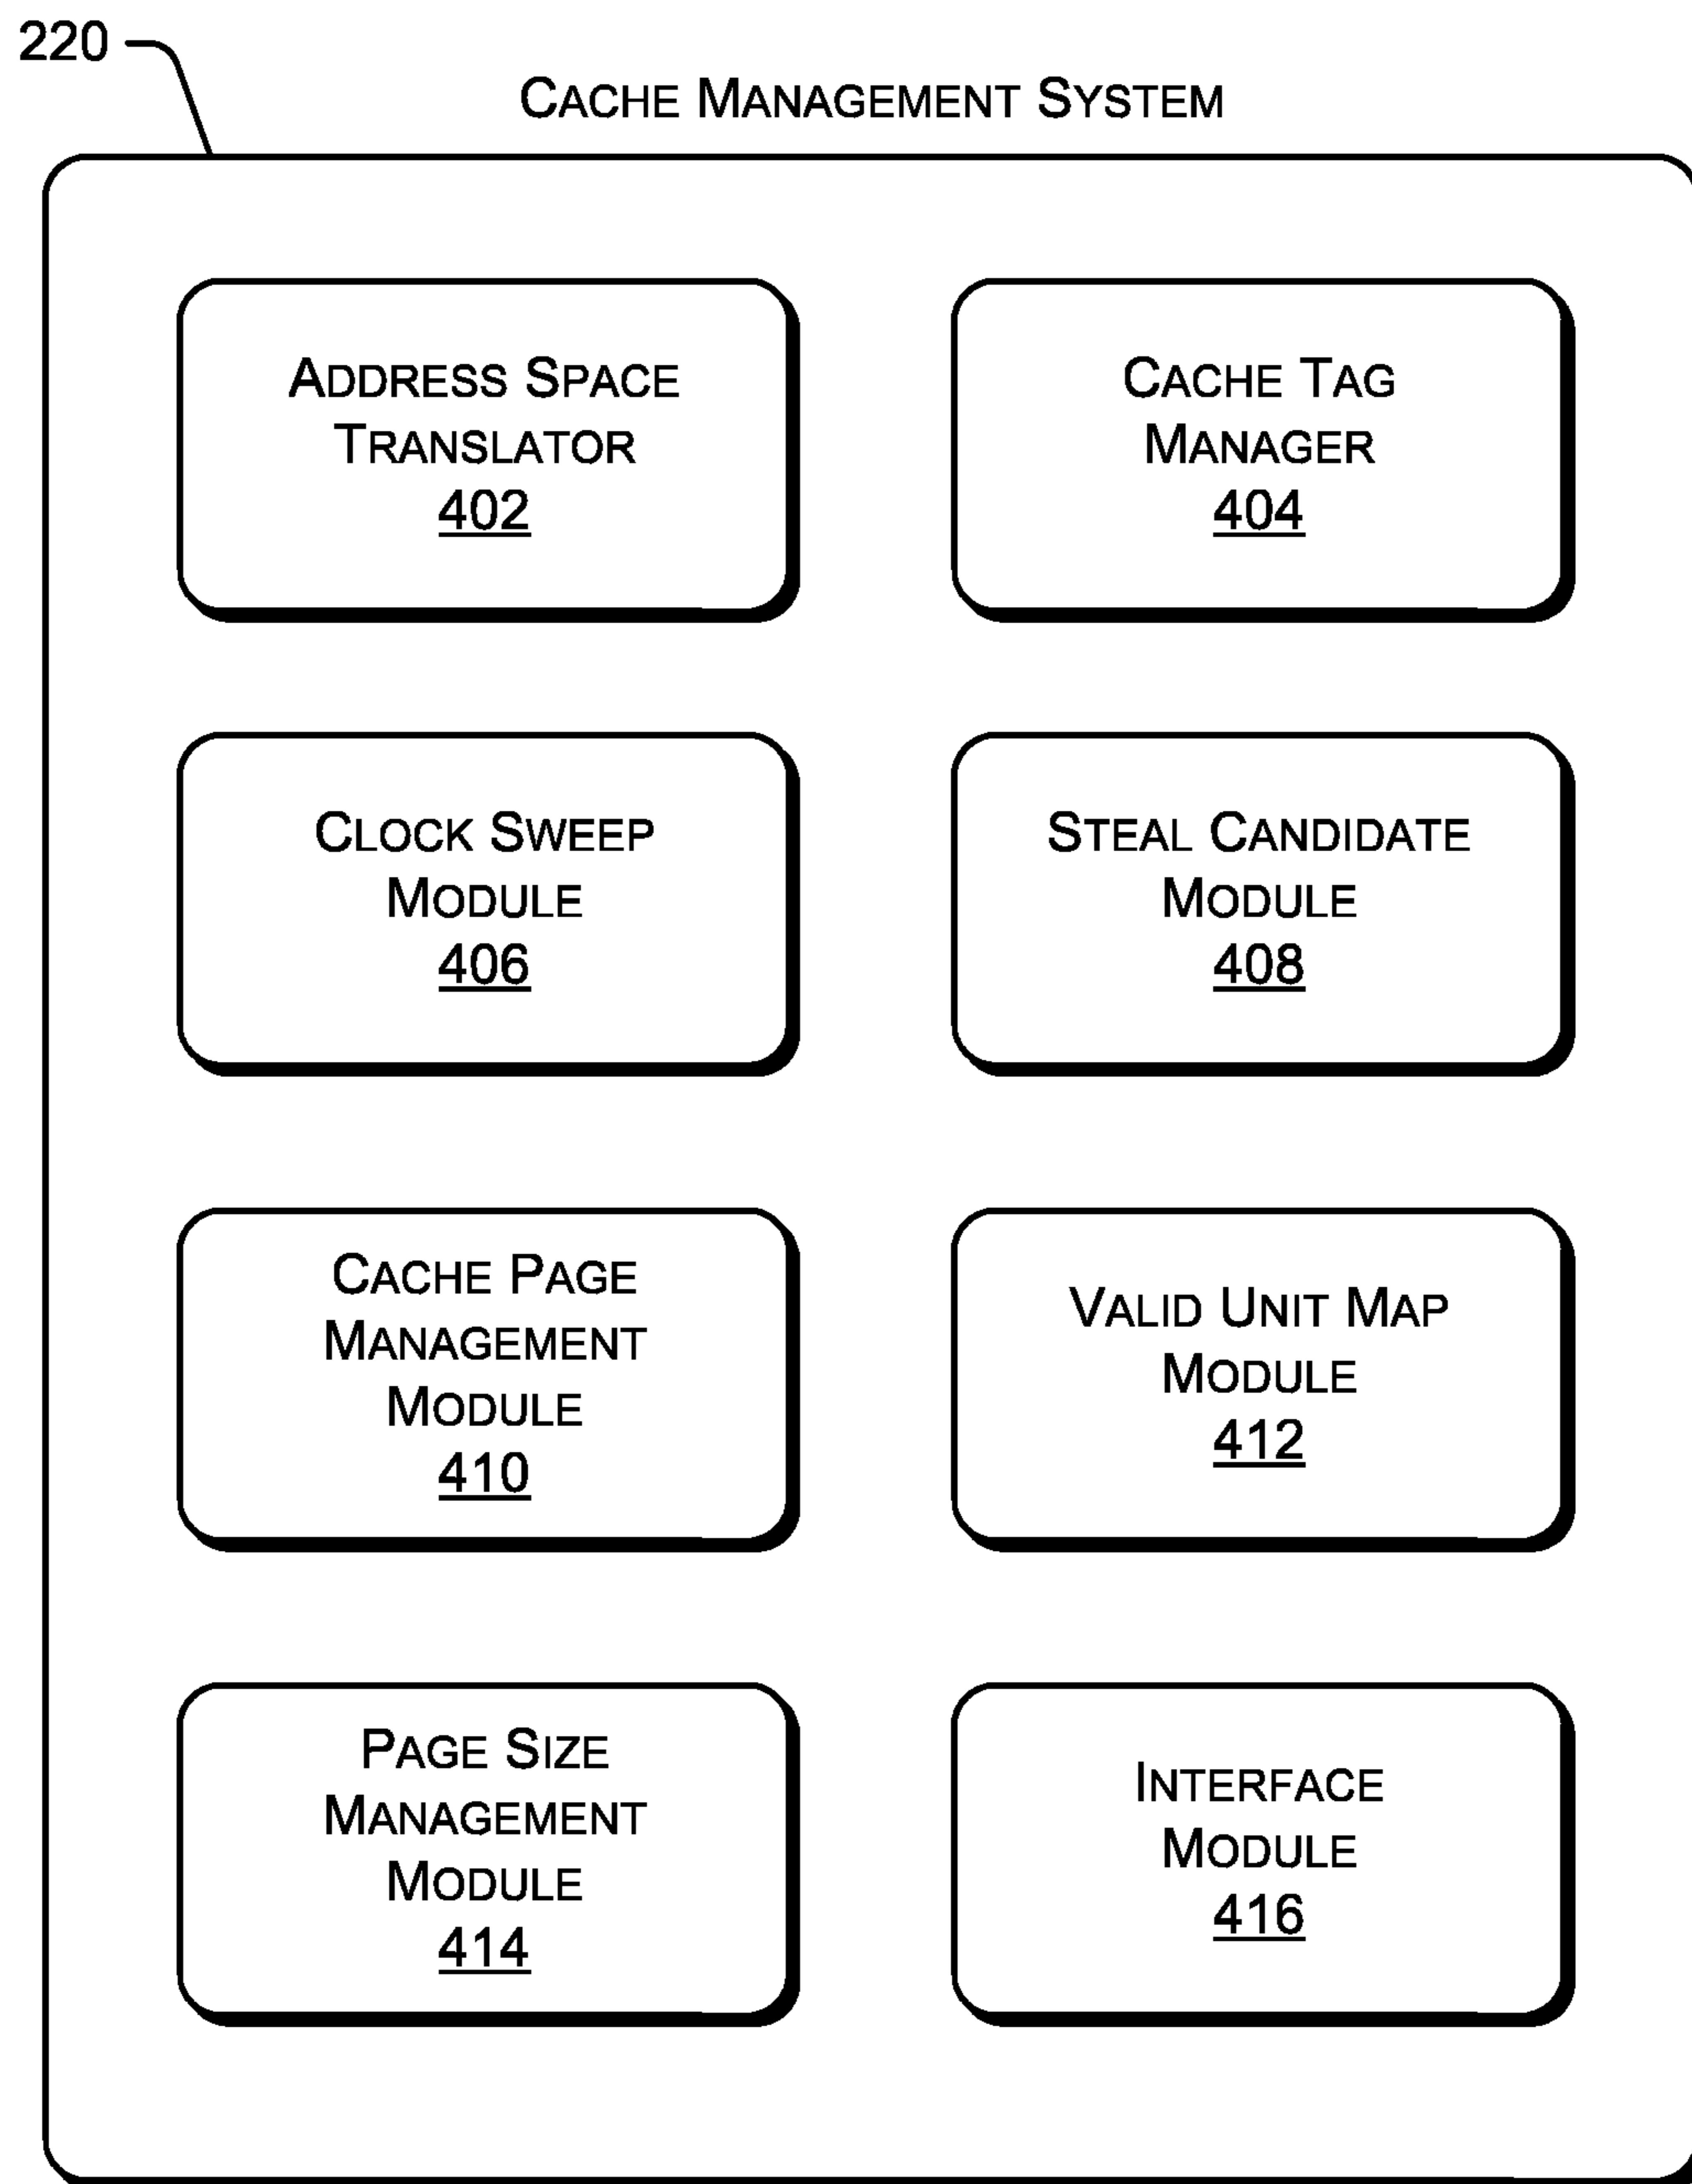 220
CACHE MANAGEMENT SYSTEM
ADDRESS SPACE
TRANSLATOR
402
CACHE TAG
MANAGER
404
CLOCK SWEEP
MODULE
406
STEAL CANDIDATE
MODULE
408
CACHE PAGE
MANAGEMENT
MODULE
410
VALID UNIT MAP
MODULE
412
PAGE SIZE
MANAGEMENT
MODULE
414
INTERFACE
MODULE
416